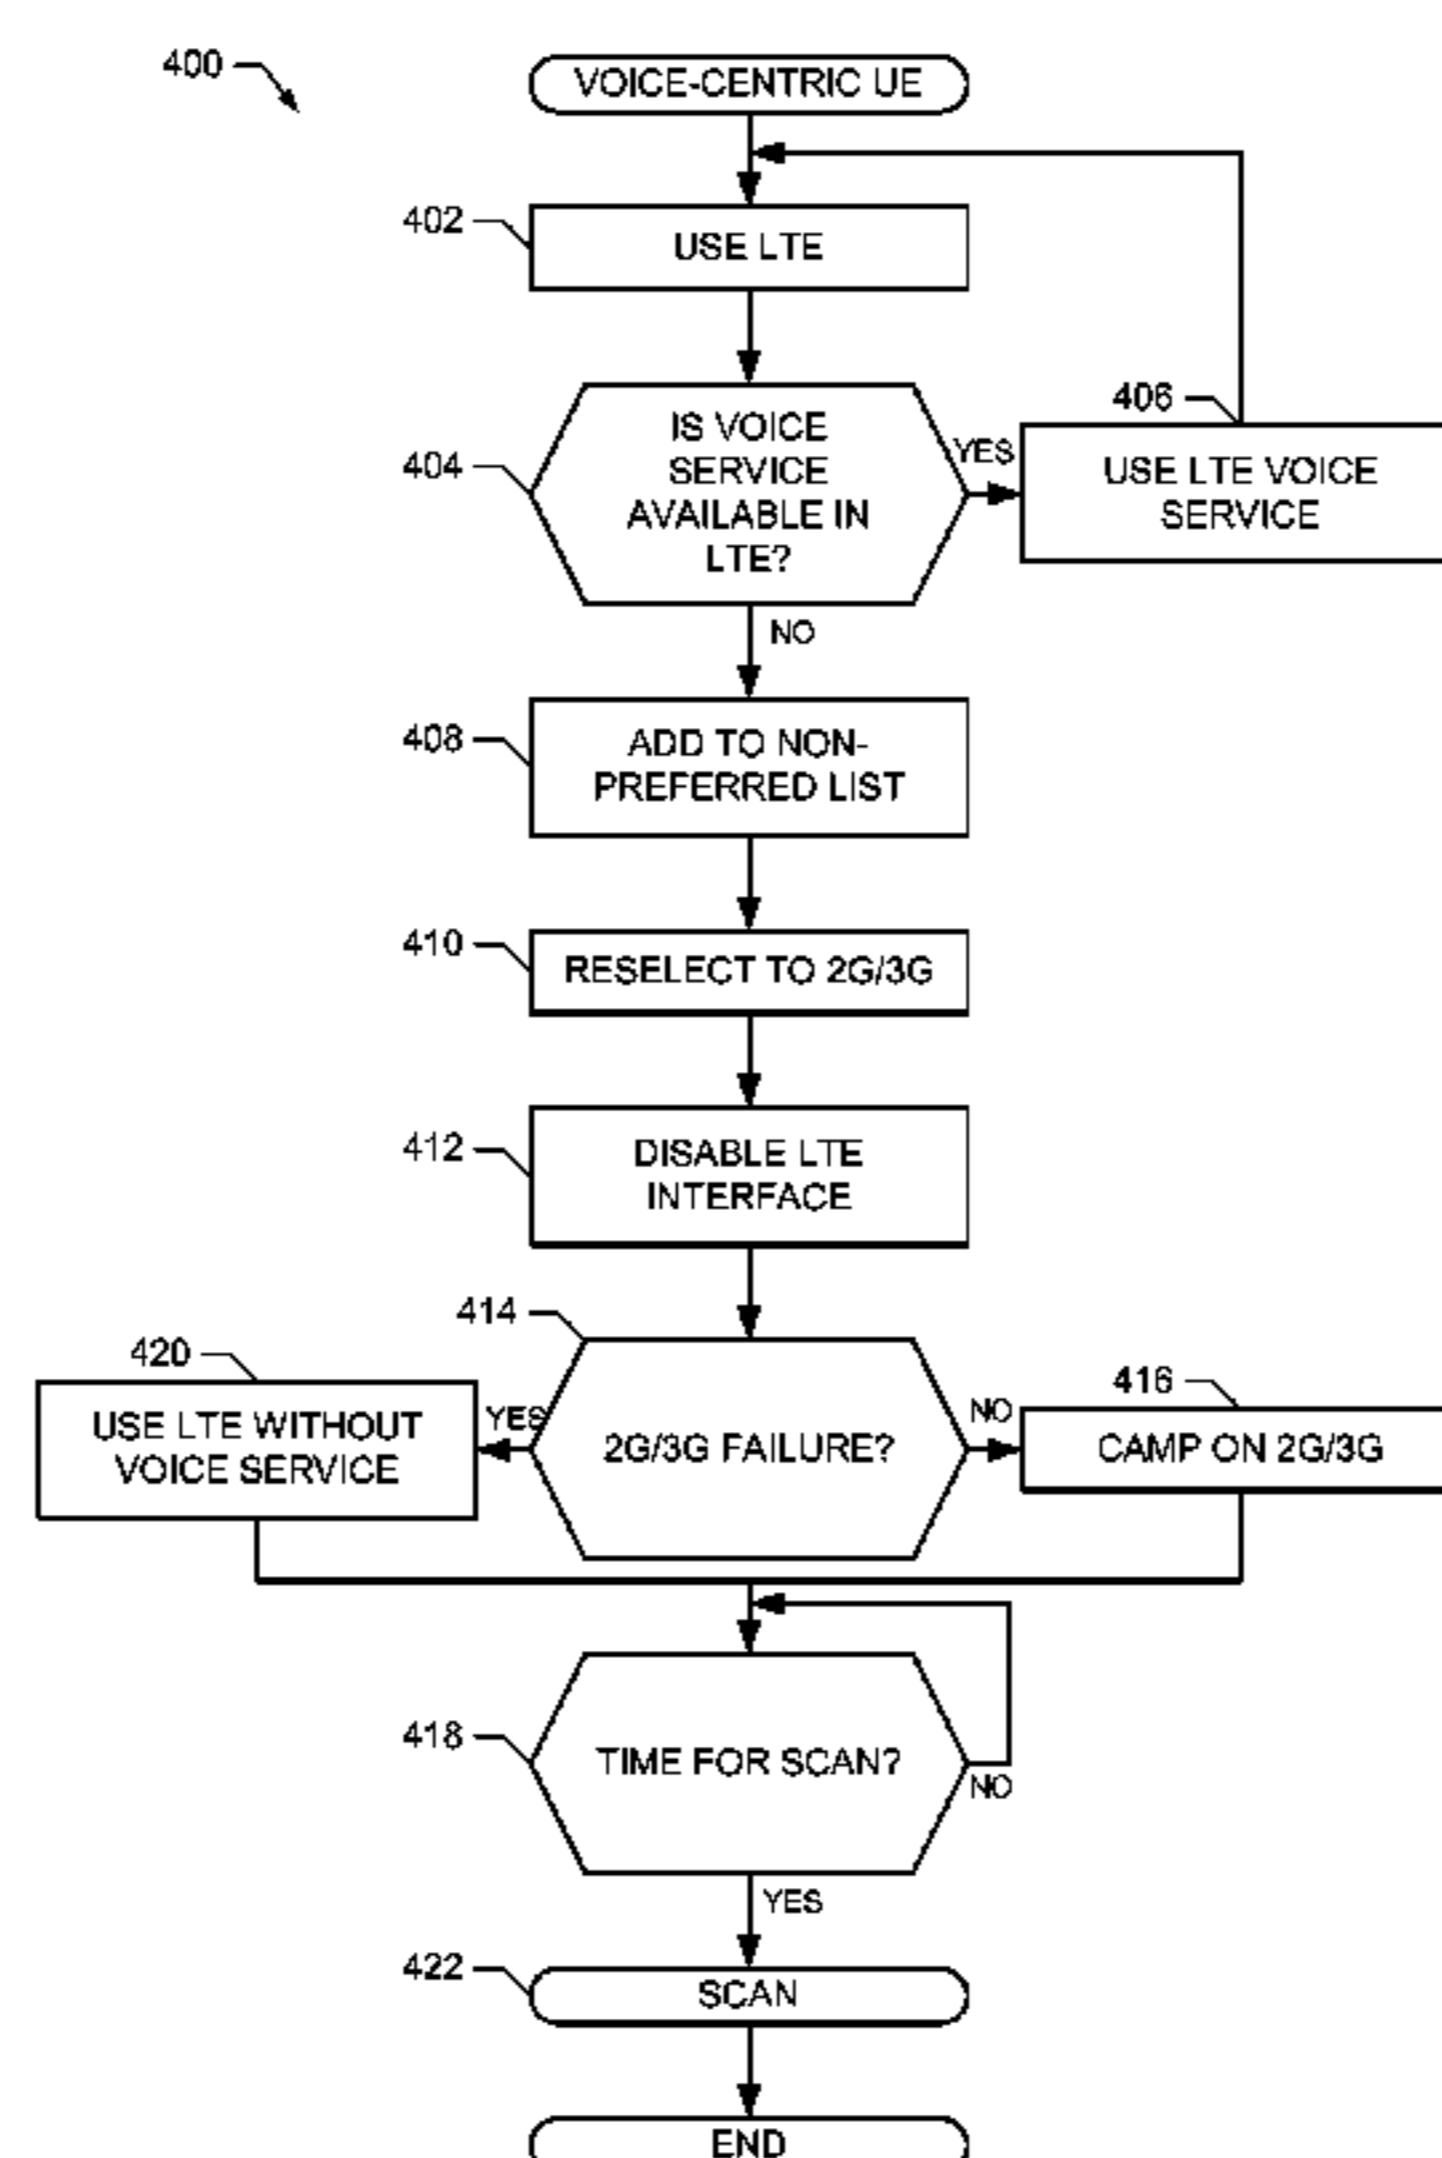 400
VOICE-CENTRIC UE
402
USE LTE
404
IS VOICE
SERVICE
AVAILABLE IN
LTE?
YES
406
USE LTE VOICE
SERVICE
NO
408
ADD TO NON-
PREFERRED LIST
410
RESELECT TO 2G/3G
412
DISABLE LTE
INTERFACE
414
2G/3G FAILURE?
YES
420
USE LTE WITHOUT
VOICE SERVICE
NO
416
CAMP ON 2G/3G
418
TIME FOR SCAN?
NO
YES
422
SCAN
END